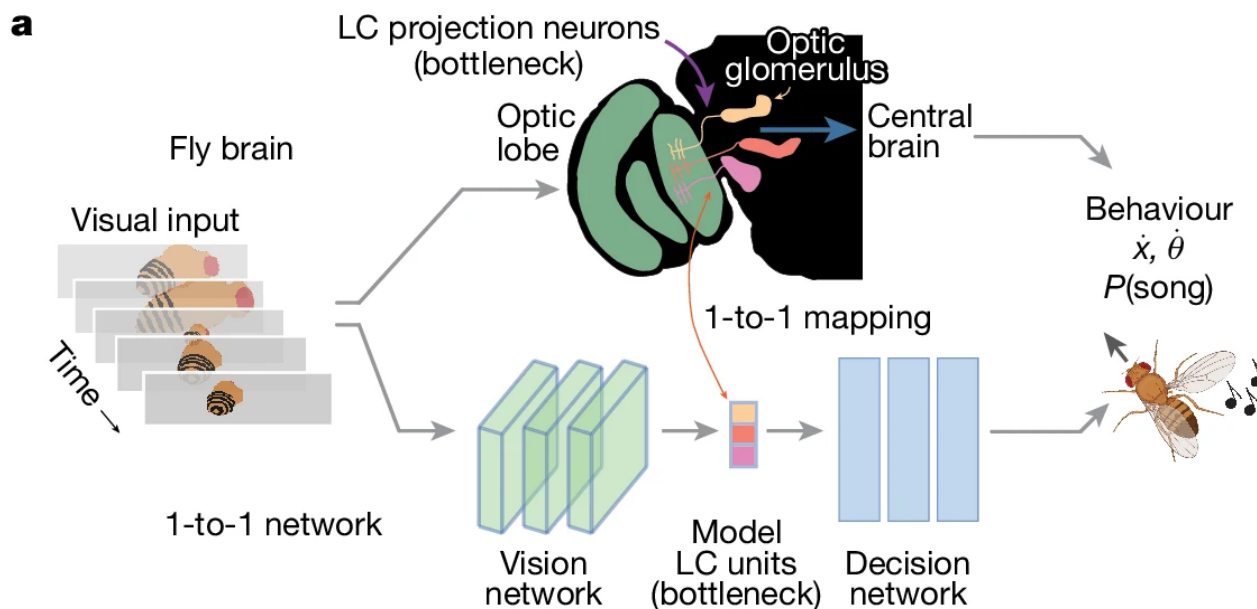 a
LC projection neurons
(bottleneck)
Optic
glomerulus
Optic
lobe
Central
brain
Fly brain
Visual input
Behaviour
ẋ, θ̇
P(song)
1-to-1 mapping
Time
1-to-1 network
Vision
network
Model
LC units
(bottleneck)
Decision
network